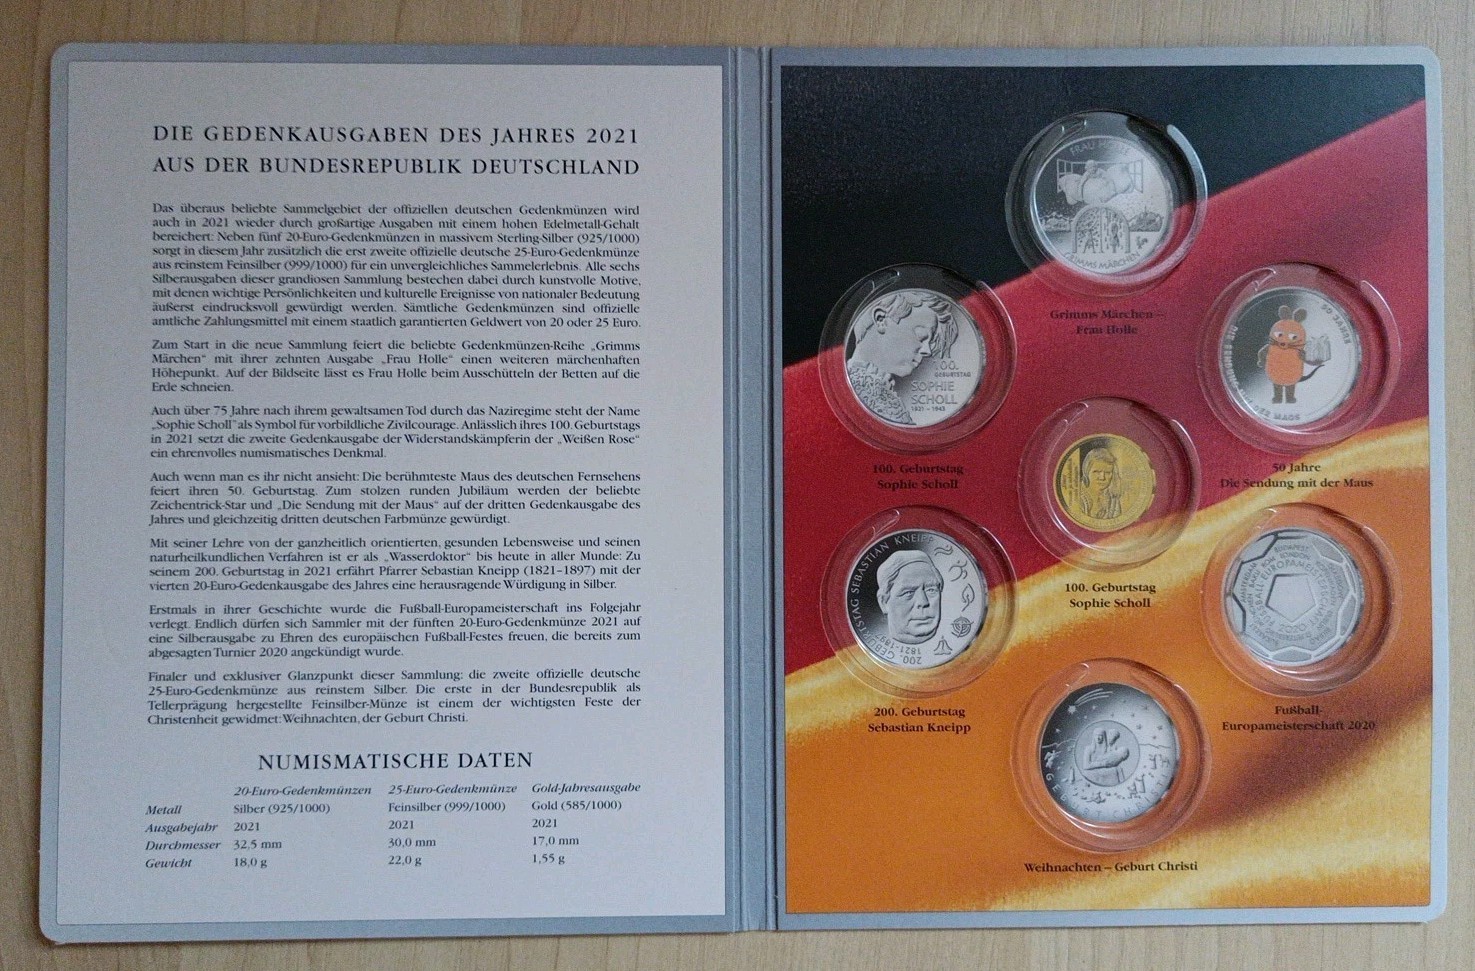 DIE GEDENKAUSGABEN DES JAHRES 2021
AUS DER BUNDESREPUBLIK DEUTSCHLAND
Das überaus beliebte Sammelgebiet der offiziellen deutschen Gedenkmünzen wird
auch in 2021 wieder durch großartige Ausgaben mit einem hohen Edelmetall-Gehalt
bereichert: Neben fünf 20-Euro-Gedenkmünzen in massivem Sterling-Silber (925/1000)
sorgt in diesem Jahr zusätzlich die erst zweite offizielle deutsche 25-Euro-Gedenkmünze
aus reinstem Feinsilber (999/1000) für ein unvergleichliches Sammelerlebnis. Alle sechs
Silberausgaben dieser grandiosen Sammlung bestechen dabei durch kunstvolle Motive,
mit denen wichtige Persönlichkeiten und kulturelle Ereignisse von nationaler Bedeutung
äußerst eindrucksvoll gewürdigt werden. Sämtliche Gedenkmünzen sind offizielle
amtliche Zahlungsmittel mit einem staatlich garantierten Geldwert von 20 oder 25 Euro.
Zum Start in die neue Sammlung feiert die beliebte Gedenkmünzen-Reihe „Grimms
Märchen“ mit ihrer zehnten Ausgabe „Frau Holle“ einen weiteren märchenhaften
Höhepunkt. Auf der Bildseite lässt es Frau Holle beim Ausschütteln der Betten auf die
Erde schneien.
Auch über 75 Jahre nach ihrem gewaltsamen Tod durch das Naziregime steht der Name
„Sophie Scholl“ als Symbol für vorbildliche Zivilcourage. Anlässlich ihres 100. Geburtstags
in 2021 setzt die zweite Gedenkausgabe der Widerstandskämpferin der „Weißen Rose“
ein ehrenvolles numismatisches Denkmal.
Auch wenn man es ihr nicht ansieht: Die berühmteste Maus des deutschen Fernsehens
feiert ihren 50. Geburtstag. Zum stolzen runden Jubiläum werden der beliebte
Zeichentrick-Star und „Die Sendung mit der Maus“ auf der dritten Gedenkausgabe des
Jahres und gleichzeitig dritten deutschen Farbmünze gewürdigt.
Mit seiner Lehre von der ganzheitlich orientierten, gesunden Lebensweise und seinen
naturheilkundlichen Verfahren ist er als „Wasserdoktor“ bis heute in aller Munde: Zu
seinem 200. Geburtstag in 2021 erfährt Pfarrer Sebastian Kneipp (1821–1897) mit der
vierten 20-Euro-Gedenkausgabe des Jahres eine herausragende Würdigung in Silber.
Erstmals in ihrer Geschichte wurde die Fußball-Europameisterschaft ins Folgejahr
verlegt. Endlich dürfen sich Sammler mit der fünften 20-Euro-Gedenkmünze 2021 auf
eine Silberausgabe zu Ehren des europäischen Fußball-Festes freuen, die bereits zum
abgesagten Turnier 2020 angekündigt wurde.
Finaler und exklusiver Glanzpunkt dieser Sammlung: die zweite offizielle deutsche
25-Euro-Gedenkmünze aus reinstem Silber. Die erste in der Bundesrepublik als
Tellerprägung hergestellte Feinsilber-Münze ist einem der wichtigsten Feste der
Christenheit gewidmet: Weihnachten, der Geburt Christi.
NUMISMATISCHE DATEN
20-Euro-Gedenkmünzen 25-Euro-Gedenkmünze Gold-Jahresausgabe
Metall Silber (925/1000) Feinsilber (999/1000) Gold (585/1000)
Ausgabejahr 2021 2021 2021
Durchmesser 32,5 mm 30,0 mm 17,0 mm
Gewicht 18,0 g 22,0 g 1,55 g
FRAU HOLLE
GRIMMS MÄRCHEN
Grimms Märchen –
Frau Holle
100.
GEBURTSTAG
SOPHIE
SCHOLL
1921 – 1943
100. Geburtstag
Sophie Scholl
50 JAHRE
DIE SENDUNG MIT DER MAUS
50 Jahre
Die Sendung mit der Maus
100. Geburtstag
Sophie Scholl
200. GEBURTSTAG SEBASTIAN KNEIPP
1821-1897
200. Geburtstag
Sebastian Kneipp
Fußball-
Europameisterschaft 2020
GEBURT CHRISTI
Weihnachten – Geburt Christi